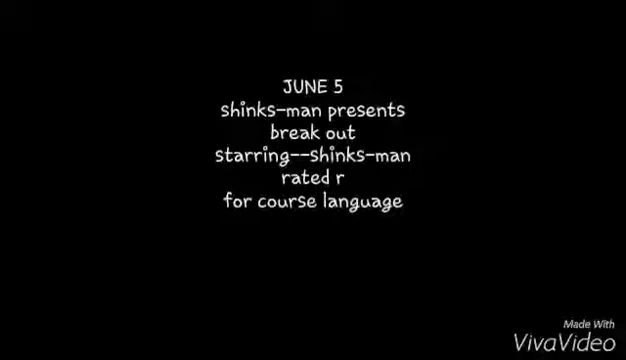 JUNE 5
shinks-man presents
break out
starring--shinks-man
rated r
for course language
Made With
VivaVideo